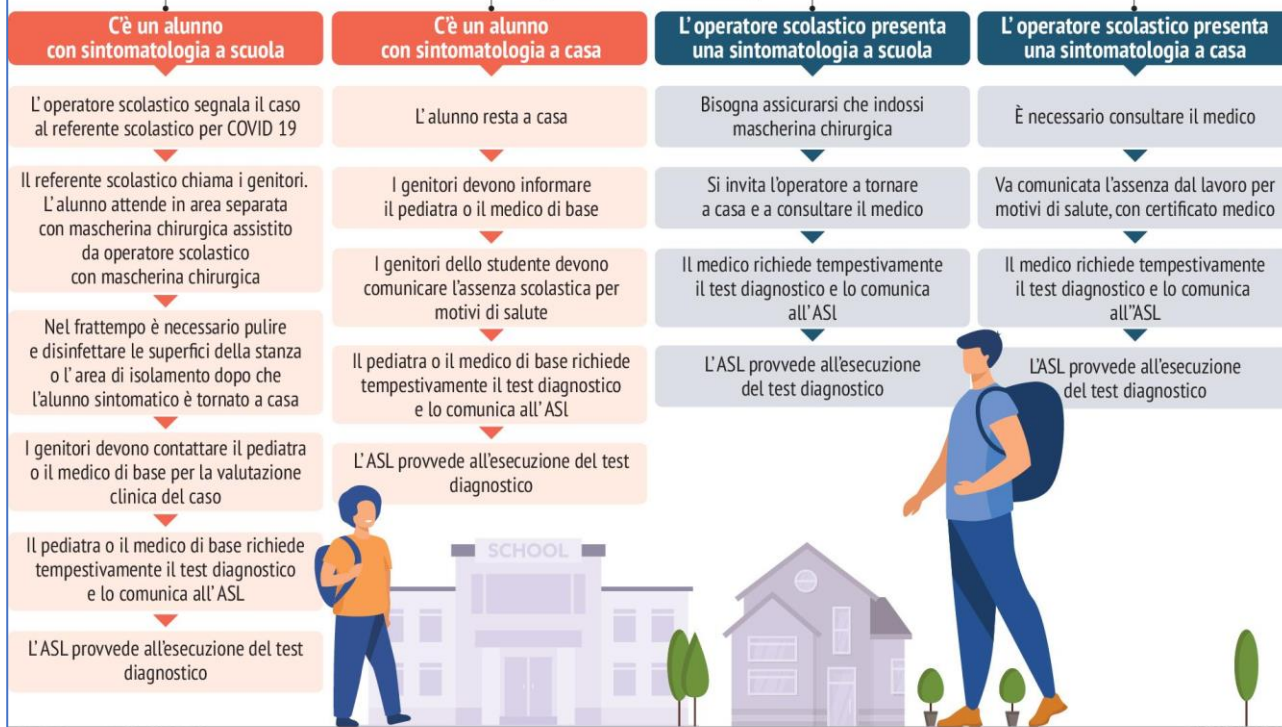 C'è un alunno
con sintomatologia a scuola
L'operatore scolastico segnala il caso
al referente scolastico per COVID 19
Il referente scolastico chiama i genitori.
L'alunno attende in area separata
con mascherina chirurgica assistito
da operatore scolastico
con mascherina chirurgica
Nel frattempo è necessario pulire
e disinfettare le superfici della stanza
o l'area di isolamento dopo che
l'alunno sintomatico è tornato a casa
I genitori devono contattare il pediatra
o il medico di base per la valutazione
clinica del caso
Il pediatra o il medico di base richiede
tempestivamente il test diagnostico
e lo comunica all'ASL
L'ASL provvede all'esecuzione del test
diagnostico
C'è un alunno
con sintomatologia a casa
L'alunno resta a casa
I genitori devono informare
il pediatra o il medico di base
I genitori dello studente devono
comunicare l'assenza scolastica per
motivi di salute
Il pediatra o il medico di base richiede
tempestivamente il test diagnostico
e lo comunica all'ASl
L'ASL provvede all'esecuzione del test
diagnostico
L'operatore scolastico presenta
una sintomatologia a scuola
Bisogna assicurarsi che indossi
mascherina chirurgica
Si invita l'operatore a tornare
a casa e a consultare il medico
Il medico richiede tempestivamente
il test diagnostico e lo comunica
all'ASl
L'ASL provvede all'esecuzione
del test diagnostico
L'operatore scolastico presenta
una sintomatologia a casa
È necessario consultare il medico
Va comunicata l'assenza dal lavoro per
motivi di salute, con certificato medico
Il medico richiede tempestivamente
il test diagnostico e lo comunica
all''ASL
L'ASL provvede all'esecuzione
del test diagnostico
SCHOOL